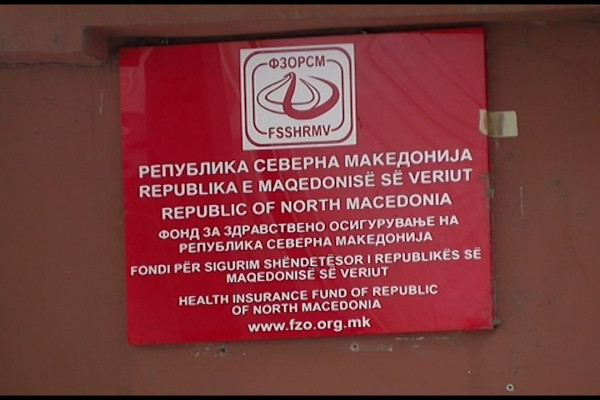 ФЗОРСМ
FSSHRMV
РЕПУБЛИКА СЕВЕРНА МАКЕДОНИЈА
REPUBLIKA E MAQEDONISË SË VERIUT
REPUBLIC OF NORTH MACEDONIA
ФОНД ЗА ЗДРАВСТВЕНО ОСИГУРУВАЊЕ НА
РЕПУБЛИКА СЕВЕРНА МАКЕДОНИЈА
FONDI PËR SIGURIM SHËNDETËSOR I REPUBLIKËS SË
MAQEDONISË SË VERIUT
HEALTH INSURANCE FUND OF REPUBLIC
OF NORTH MACEDONIA
www.fzo.org.mk